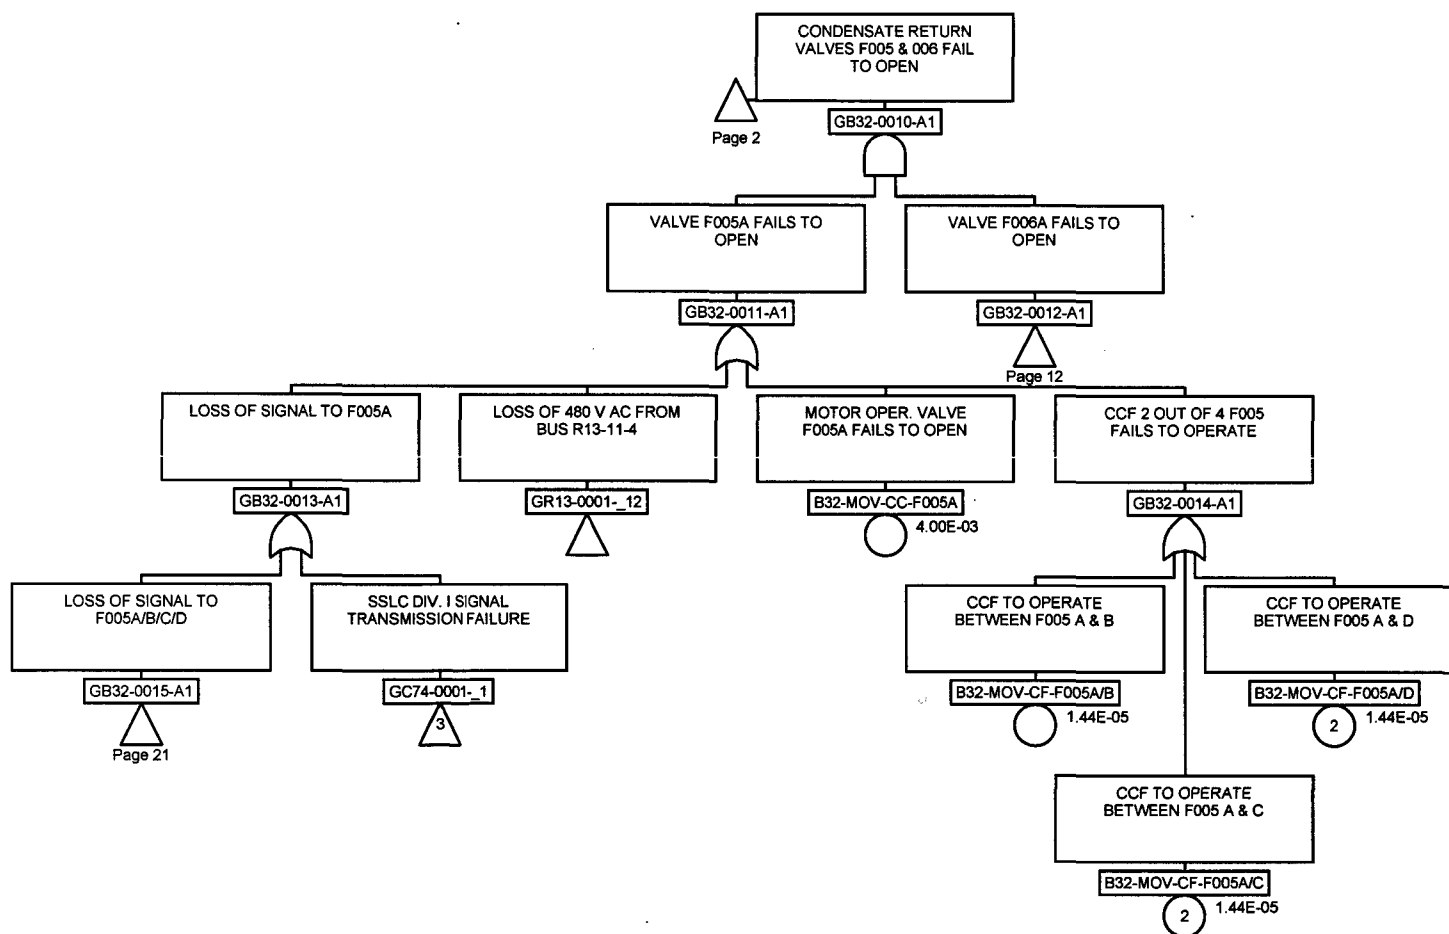 CONDENSATE RETURN
VALVES F005 & 006 FAIL
TO OPEN
Page 2
GB32-0010-A1
VALVE F005A FAILS TO
OPEN
VALVE F006A FAILS TO
OPEN
GB32-0011-A1
GB32-0012-A1
Page 12
LOSS OF SIGNAL TO F005A
LOSS OF 480 V AC FROM
BUS R13-11-4
MOTOR OPER. VALVE
F005A FAILS TO OPEN
CCF 2 OUT OF 4 F005
FAILS TO OPERATE
GB32-0013-A1
GR13-0001-_12
B32-MOV-CC-F005A
4.00E-03
GB32-0014-A1
LOSS OF SIGNAL TO
F005A/B/C/D
SSLC DIV. I SIGNAL
TRANSMISSION FAILURE
CCF TO OPERATE
BETWEEN F005 A & B
CCF TO OPERATE
BETWEEN F005 A & D
GB32-0015-A1
Page 21
GC74-0001-_1
3
B32-MOV-CF-F005A/B
1.44E-05
B32-MOV-CF-F005A/D
2
1.44E-05
CCF TO OPERATE
BETWEEN F005 A & C
B32-MOV-CF-F005A/C
2
1.44E-05